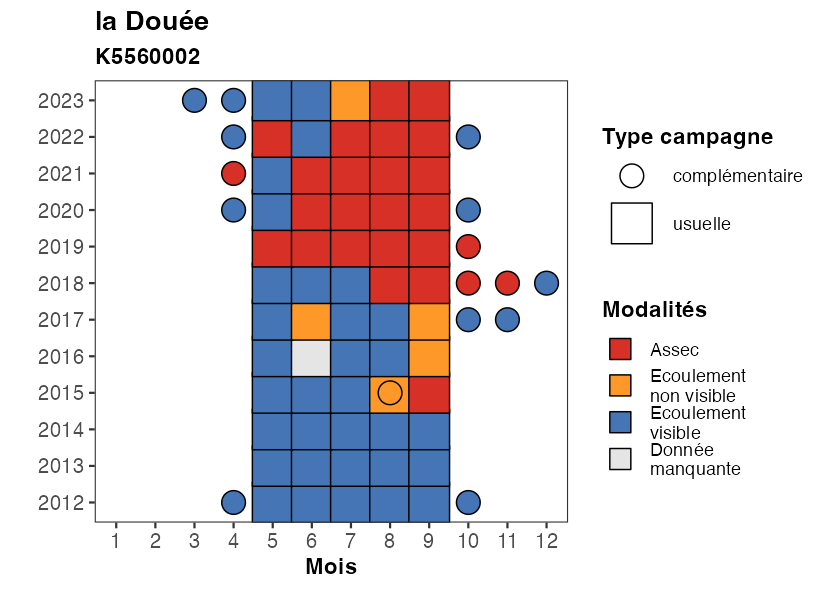 la Douée
K5560002
2023
2022
2021
2020
2019
2018
2017
2016
2015
2014
2013
2012
1 2 3 4 5 6 7 8 9 10 11 12
Mois
Type campagne
complémentaire
usuelle
Modalités
Assec
Ecoulement
non visible
Ecoulement
visible
Donnée
manquante